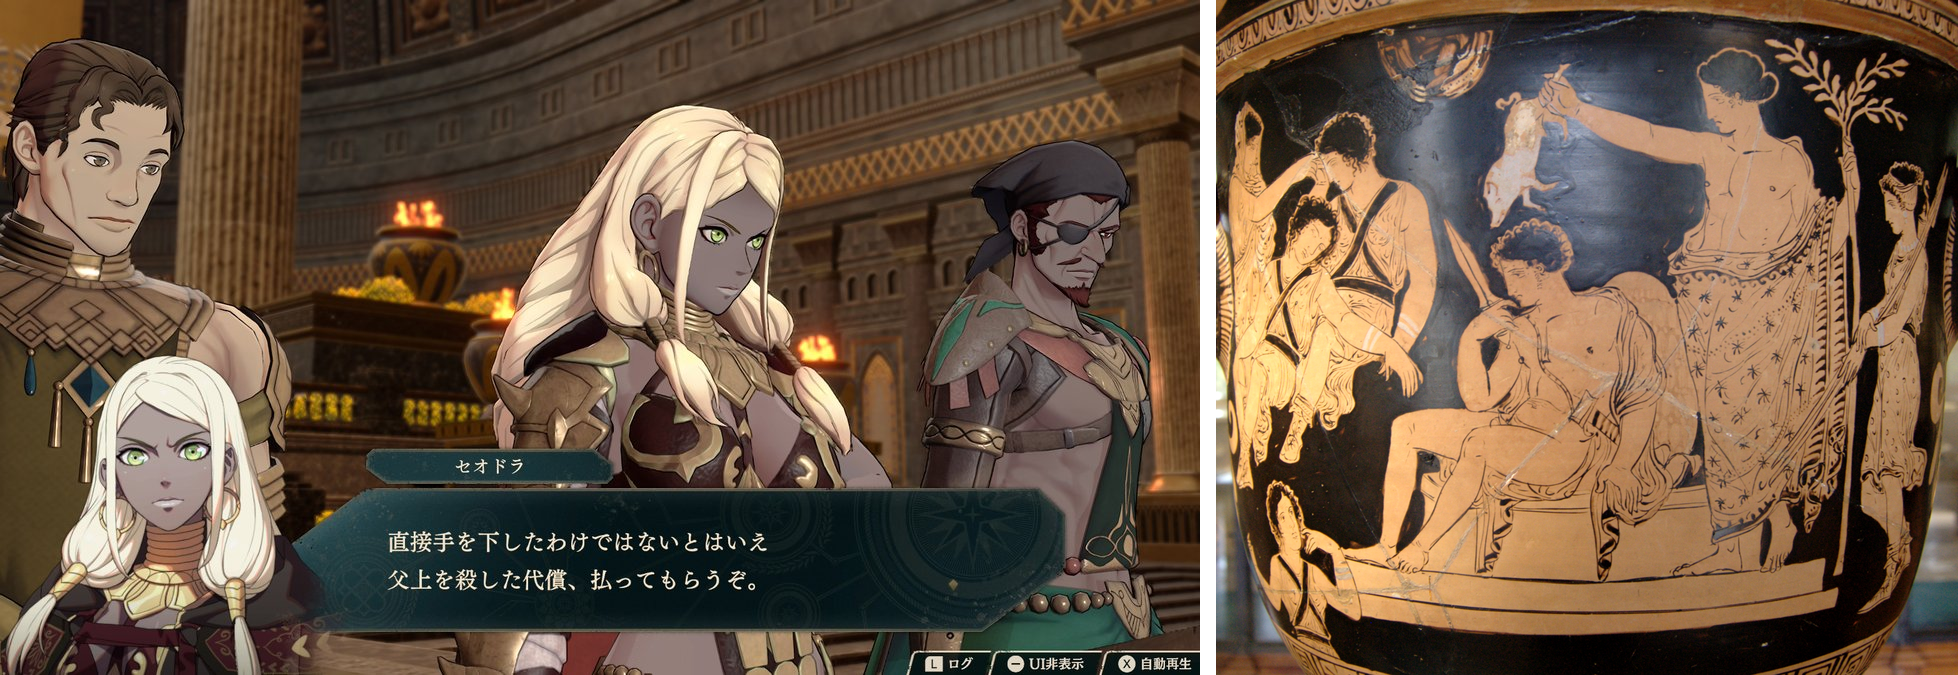 セオドラ
直接手を下したわけではないとはいえ
父上を殺した代償、払ってもらうぞ。
L ログ
UI非表示
X 自動再生